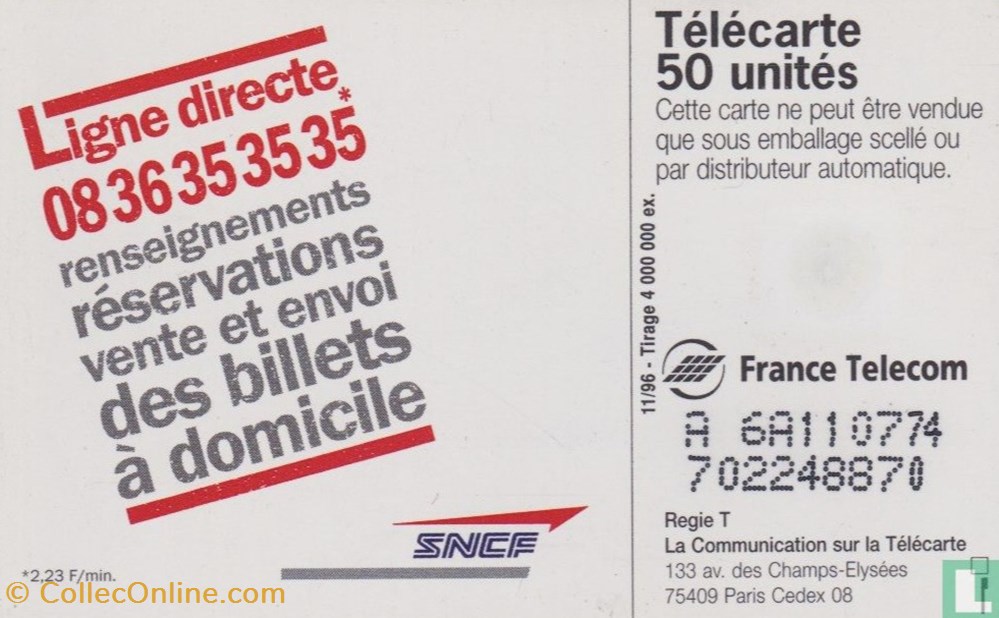 Ligne directe
08 36 35 35 35*
renseignements
réservations
vente et envoi
des billets
à domicile
SNCF
*2,23 F/min.
© CollecOnline.com
Télécarte
50 unités
Cette carte ne peut être vendue
que sous emballage scellé ou
par distributeur automatique.
11/96 - Tirage 4 000 000 ex.
France Telecom
A 6A110774
702248870
Regie T
La Communication sur la Télécarte
133 av. des Champs-Elysées
75409 Paris Cedex 08
L